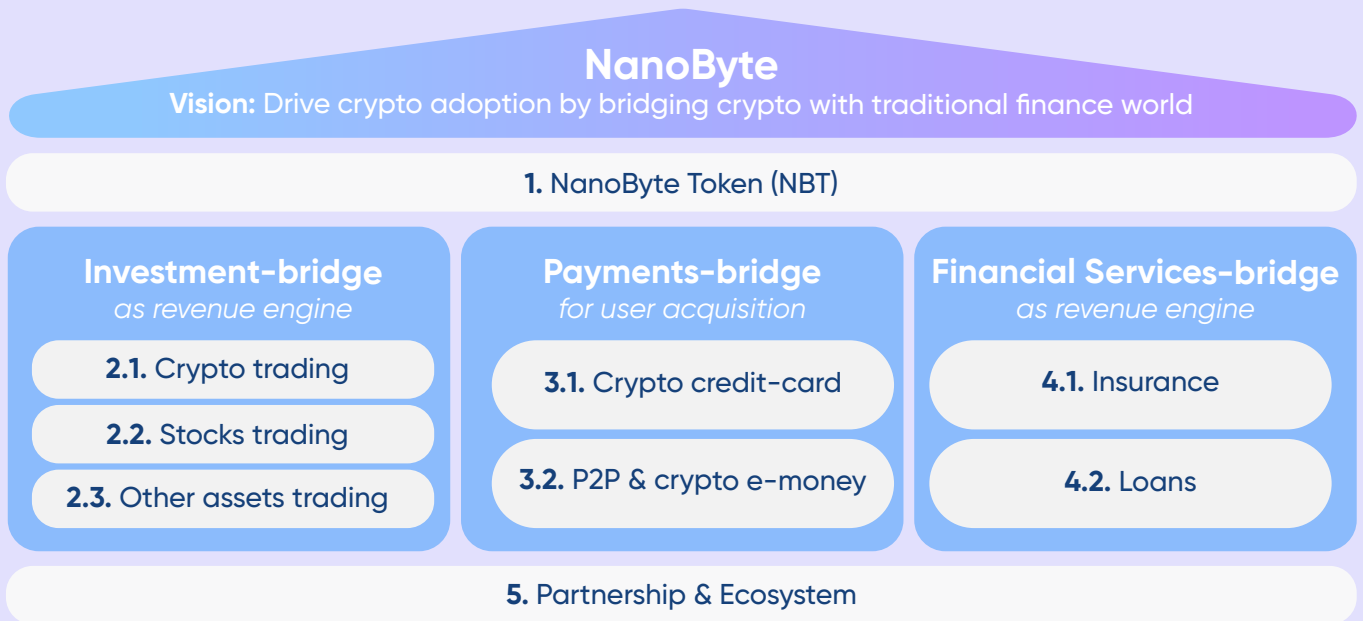 NanoByte
Vision: Drive crypto adoption by bridging crypto with traditional finance world
1. NanoByte Token (NBT)
Investment-bridge
as revenue engine
2.1. Crypto trading
2.2. Stocks trading
2.3. Other assets trading
Payments-bridge
for user acquisition
3.1. Crypto credit-card
3.2. P2P & crypto e-money
Financial Services-bridge
as revenue engine
4.1. Insurance
4.2. Loans
5. Partnership & Ecosystem